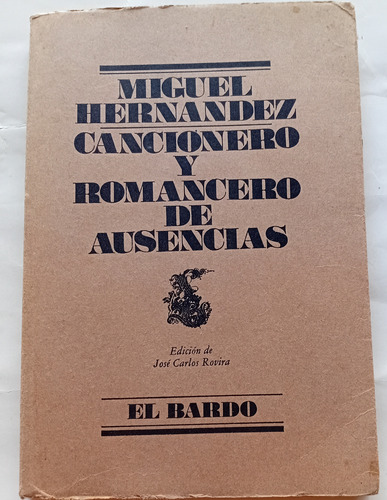 MIGUEL
HERNANDEZ
CANCIONERO
Y
ROMANCERO
DE
AUSENCIAS
Edición de
José Carlos Rovira
EL BARDO